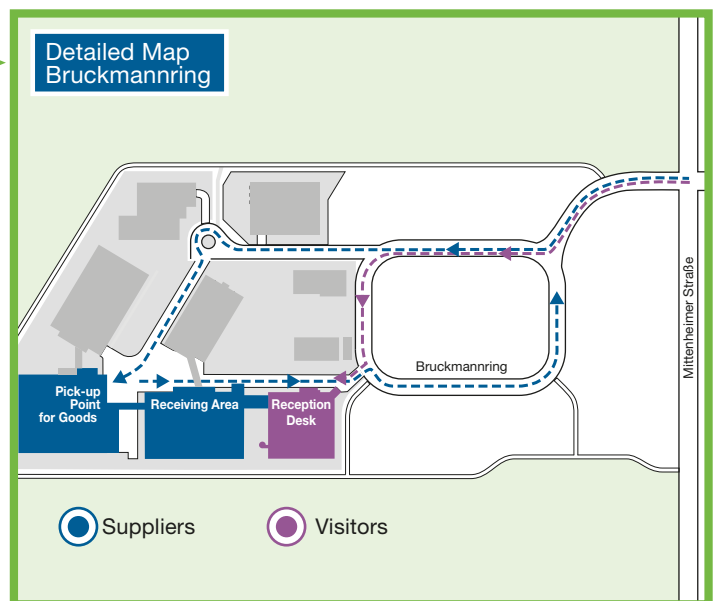 Detailed Map
Bruckmannring
Mittenheimer Straße
Bruckmannring
Pick-up
Point
for Goods
Receiving Area
Reception
Desk
Suppliers
Visitors